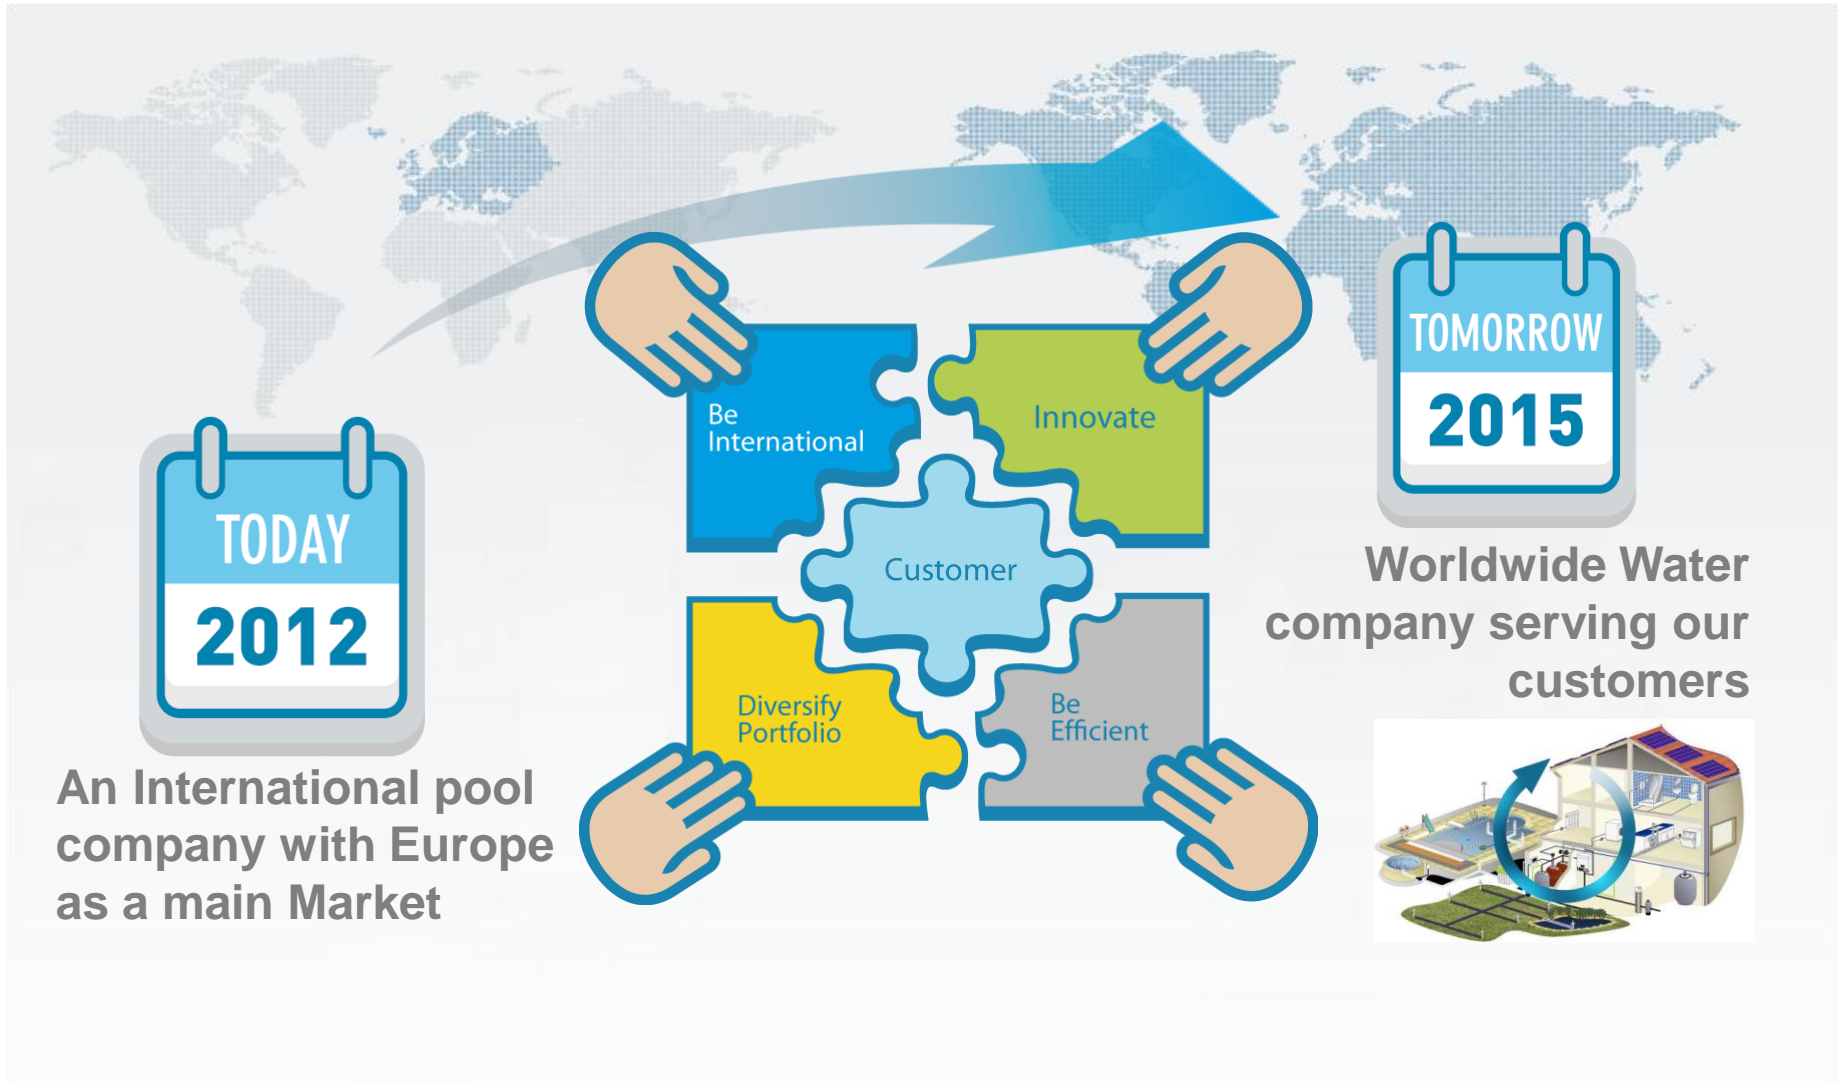 TODAY
2012
An International pool
company with Europe
as a main Market
Be
International
Innovate
Customer
Diversify
Portfolio
Be
Efficient
TOMORROW
2015
Worldwide Water
company serving our
customers